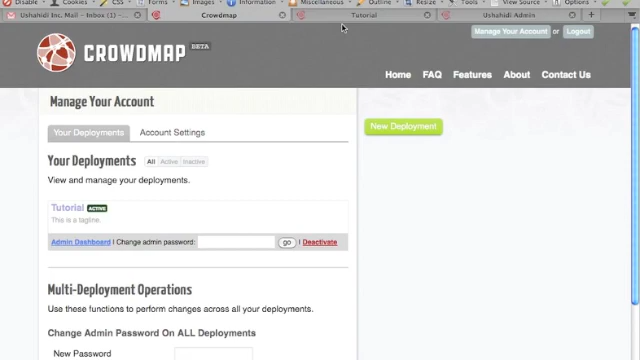 Disable Cookies CSS Forms Images Information Miscellaneous Outline Resize Tools View Source Options
Ushahidi Inc. Mail – Inbox (1)
Crowdmap
Tutorial
Ushahidi Admin
Manage Your Account or Logout
CROWDMAP BETA
Home FAQ Features About Contact Us
Manage Your Account
Your Deployments Account Settings
New Deployment
Your Deployments All Active Inactive
View and manage your deployments.
Tutorial ACTIVE
This is a tagline.
Admin Dashboard | Change admin password: go | Deactivate
Multi-Deployment Operations
Use these functions to perform changes across all your deployments.
Change Admin Password On ALL Deployments
New Password